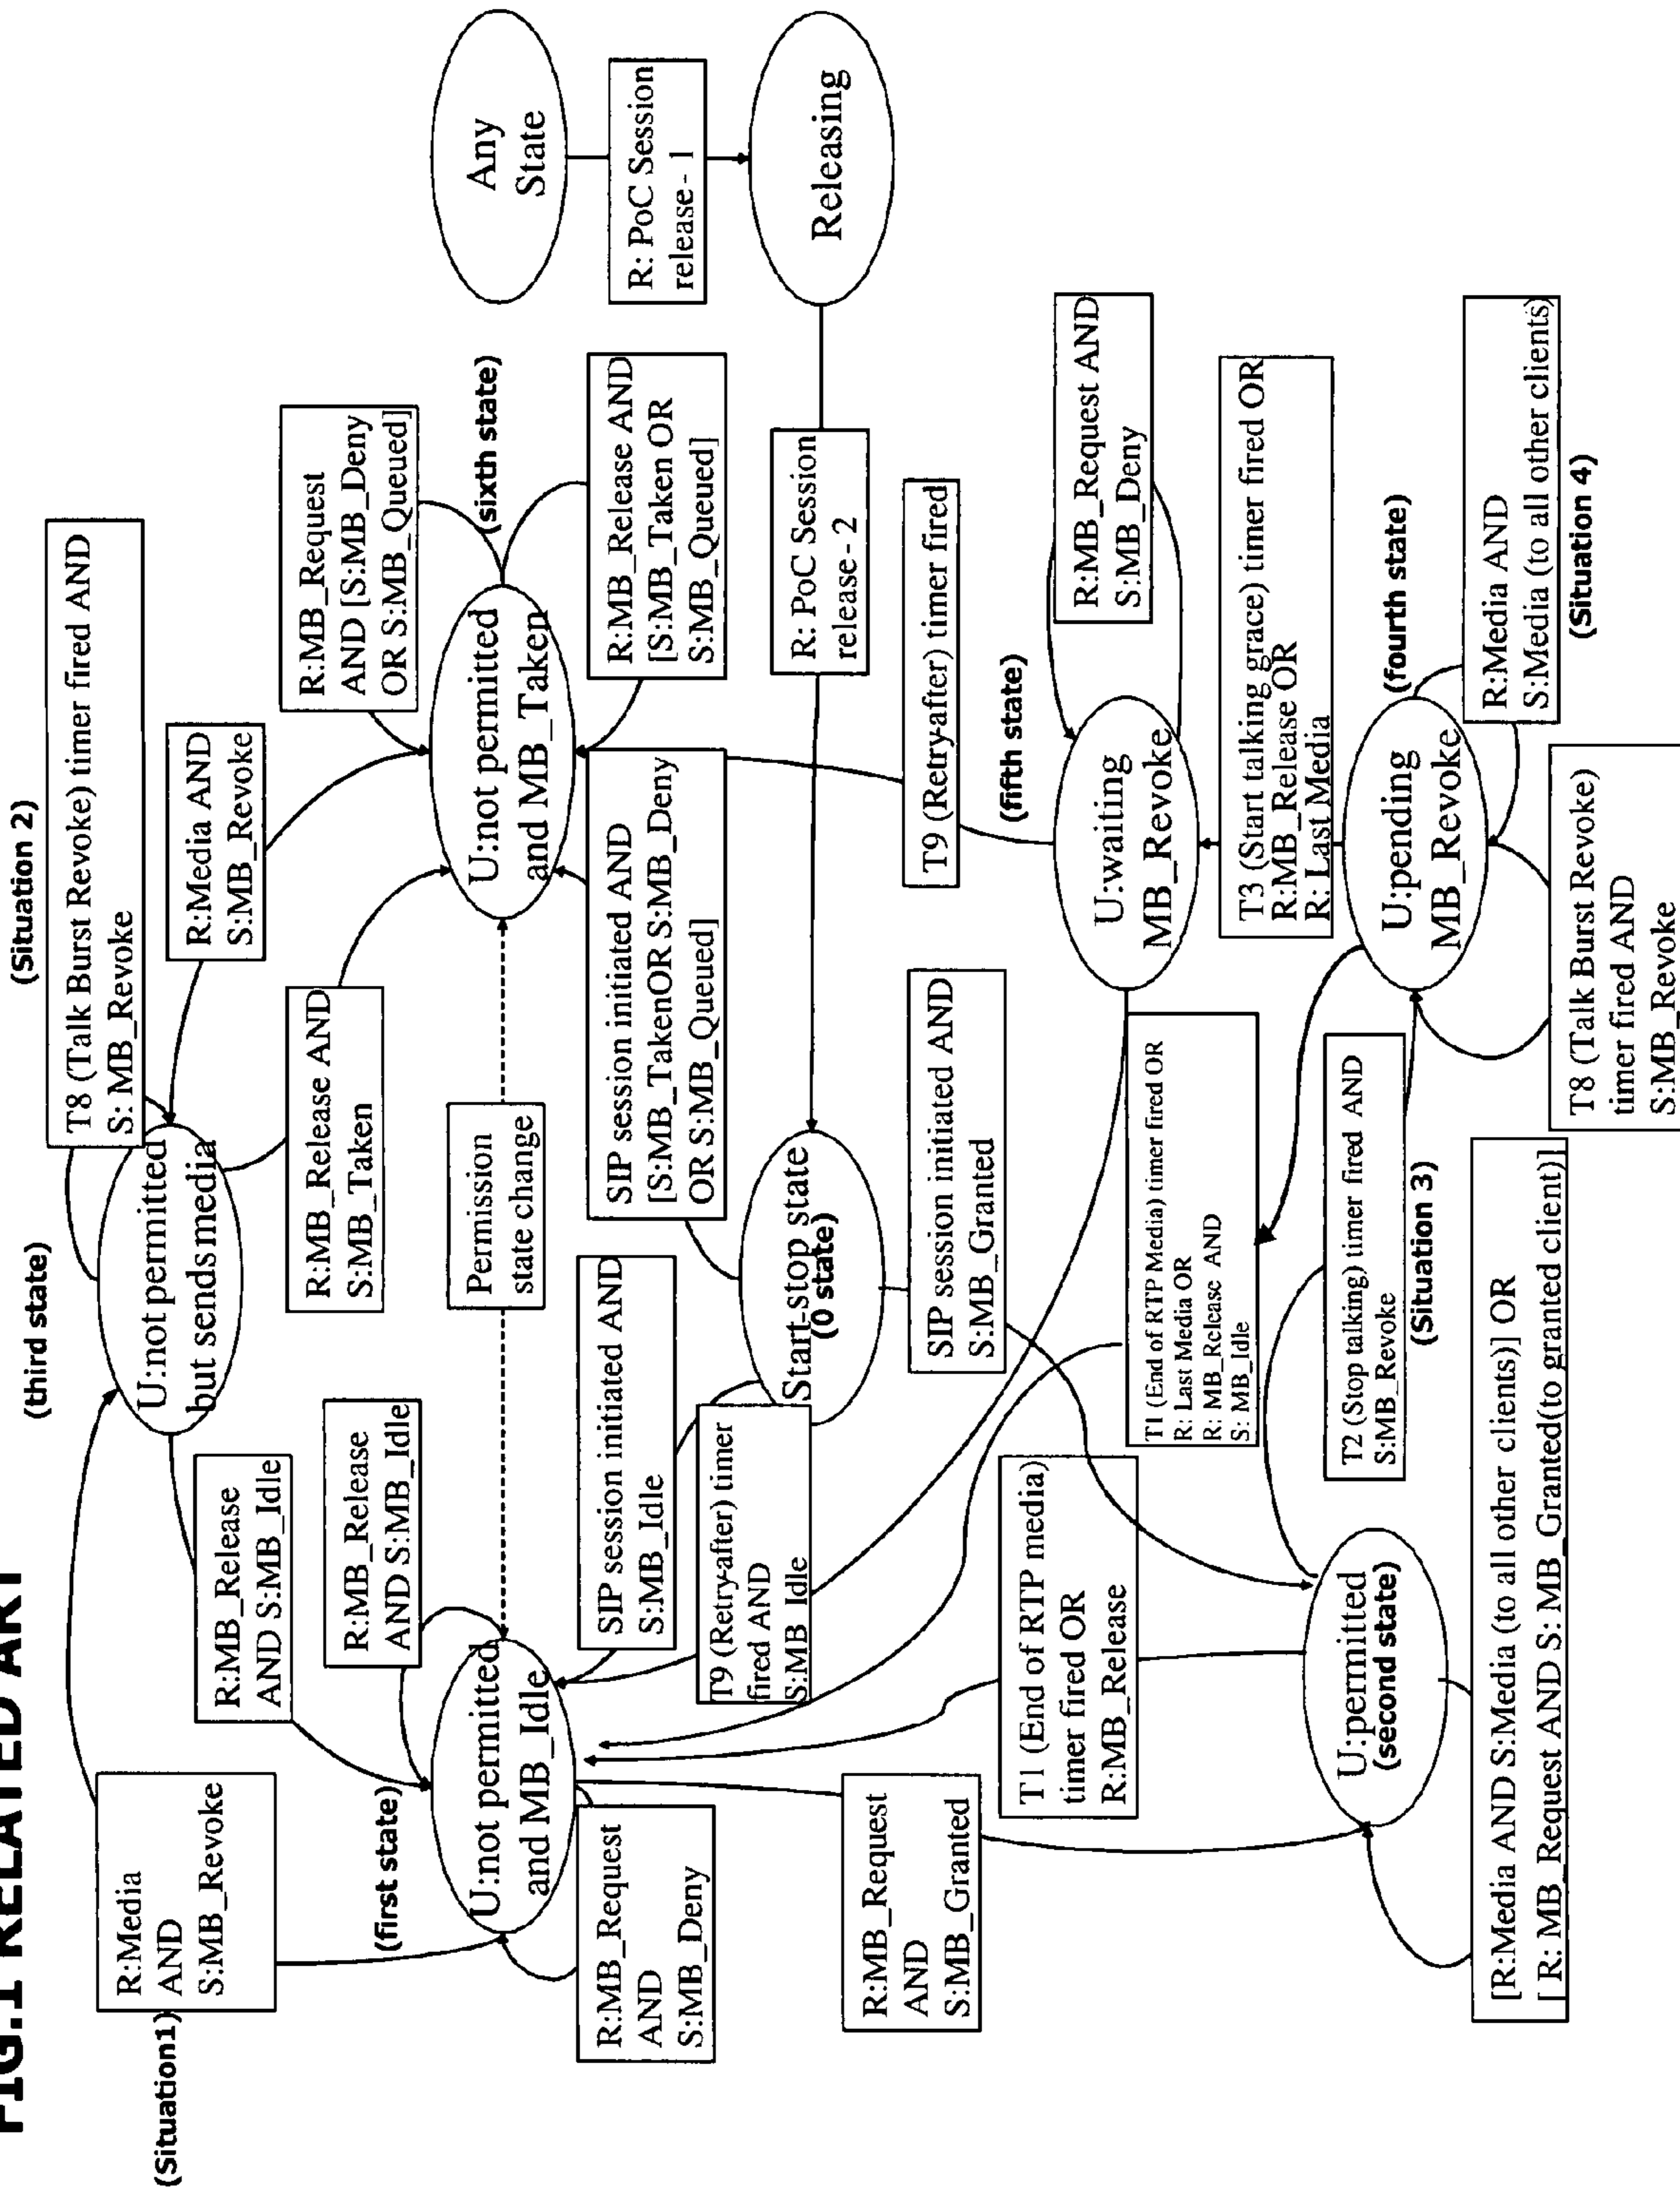 FIG.1 RELATED ART
(Situation1)
R:Media
AND
S:MB_Revoke
(third state)
U:not permitted
but sends media
(Situation 2)
T8 (Talk Burst Revoke) timer fired AND
S: MB_Revoke
R:Media AND
S:MB_Revoke
R:MB_Release
AND S:MB_Idle
R:MB_Release AND
S:MB_Taken
R:MB_Request
AND [S:MB_Deny
OR S:MB_Queued]
(first state)
U:not permitted
and MB_Idle
R:MB_Release
AND S:MB_Idle
Permission
state change
U:not permitted
and MB_Taken
(sixth state)
Any
State
R:MB_Request
AND
S:MB_Deny
SIP session initiated AND
S:MB_Idle
SIP session initiated AND
[S:MB_TakenOR S:MB_Deny
OR S:MB_Queued]
R:MB_Release AND
[S:MB_Taken OR
S:MB_Queued]
R: PoC Session
release - 1
T9 (Retry-after) timer
fired AND
S:MB Idle
Start-stop state
(0 state)
R: PoC Session
release - 2
Releasing
R:MB_Request
AND
S:MB_Granted
SIP session initiated AND
S:MB_Granted
T9 (Retry-after) timer fired
T1 (End of RTP media)
timer fired OR
R:MB_Release
(fifth state)
U:waiting
MB_Revoke
R:MB_Request AND
S:MB_Deny
T1 (End of RTP Media) timer fired OR
R: Last Media OR
R: MB_Release AND
S: MB_Idle
T3 (Start talking grace) timer fired OR
R:MB_Release OR
R: Last Media
U:permitted
(second state)
T2 (Stop talking) timer fired AND
S:MB_Revoke
(Situation 3)
U:pending
MB_Revoke
(fourth state)
R:Media AND
S:Media (to all other clients)
(Situation 4)
[R:Media AND S:Media (to all other clients)] OR
[ R: MB_Request AND S: MB_Granted(to granted client)]
T8 (Talk Burst Revoke)
timer fired AND
S:MB_Revoke